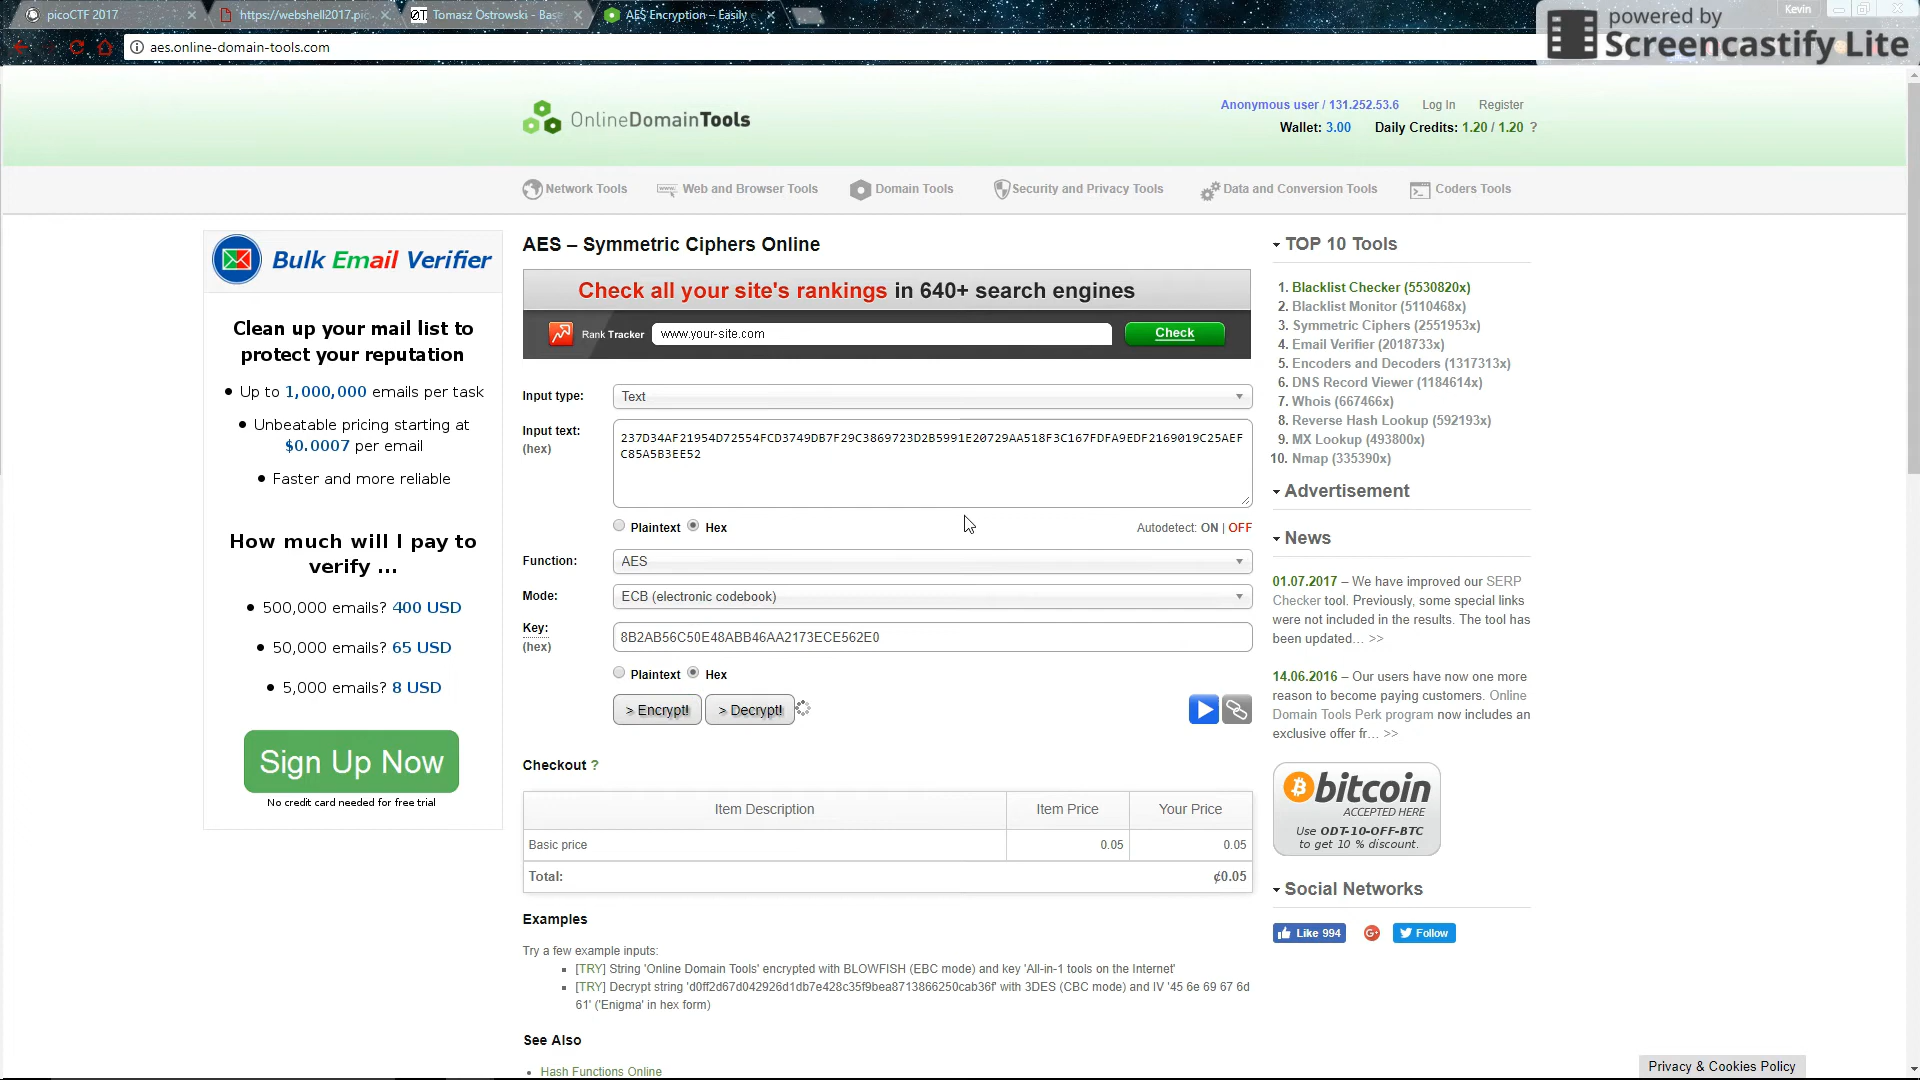 picoCTF 2017
https://webshell2017.pic
Tomasz Ostrowski - Bas
AES Encryption – Easily e
Kevin
powered by
Screencastify Lite
aes.online-domain-tools.com
OnlineDomainTools
Anonymous user / 131.252.53.6 Log In Register
Wallet: 3.00 Daily Credits: 1.20 / 1.20 ?
Network Tools
Web and Browser Tools
Domain Tools
Security and Privacy Tools
Data and Conversion Tools
Coders Tools
Bulk Email Verifier
Clean up your mail list to
protect your reputation
• Up to 1,000,000 emails per task
• Unbeatable pricing starting at
$0.0007 per email
• Faster and more reliable
How much will I pay to
verify ...
• 500,000 emails? 400 USD
• 50,000 emails? 65 USD
• 5,000 emails? 8 USD
Sign Up Now
No credit card needed for free trial
AES – Symmetric Ciphers Online
Check all your site's rankings in 640+ search engines
Rank Tracker www.your-site.com Check
Input type: Text
Input text:
(hex)
237D34AF21954D72554FCD3749DB7F29C3869723D2B5991E20729AA518F3C167FDFA9EDF2169019C25AEF
C85A5B3EE52
Plaintext Hex
Autodetect: ON | OFF
Function: AES
Mode: ECB (electronic codebook)
Key:
(hex)
8B2AB56C50E48ABB46AA2173ECE562E0
Plaintext Hex
> Encrypt! > Decrypt!
Checkout ?
Item Description Item Price Your Price
Basic price 0.05 0.05
Total: ¢0.05
Examples
Try a few example inputs:
[TRY] String 'Online Domain Tools' encrypted with BLOWFISH (EBC mode) and key 'All-in-1 tools on the Internet'
[TRY] Decrypt string 'd0ff2d67d042926d1db7e428c35f9bea8713866250cab36f' with 3DES (CBC mode) and IV '45 6e 69 67 6d
61' ('Enigma' in hex form)
See Also
Hash Functions Online
TOP 10 Tools
1. Blacklist Checker (5530820x)
2. Blacklist Monitor (5110468x)
3. Symmetric Ciphers (2551953x)
4. Email Verifier (2018733x)
5. Encoders and Decoders (1317313x)
6. DNS Record Viewer (1184614x)
7. Whois (667466x)
8. Reverse Hash Lookup (592193x)
9. MX Lookup (493800x)
10. Nmap (335390x)
Advertisement
News
01.07.2017 – We have improved our SERP
Checker tool. Previously, some special links
were not included in the results. The tool has
been updated... >>
14.06.2016 – Our users have now one more
reason to become paying customers. Online
Domain Tools Perk program now includes an
exclusive offer fr... >>
bitcoin
ACCEPTED HERE
Use ODT-10-OFF-BTC
to get 10 % discount.
Social Networks
Like 994
G+
Follow
Privacy & Cookies Policy